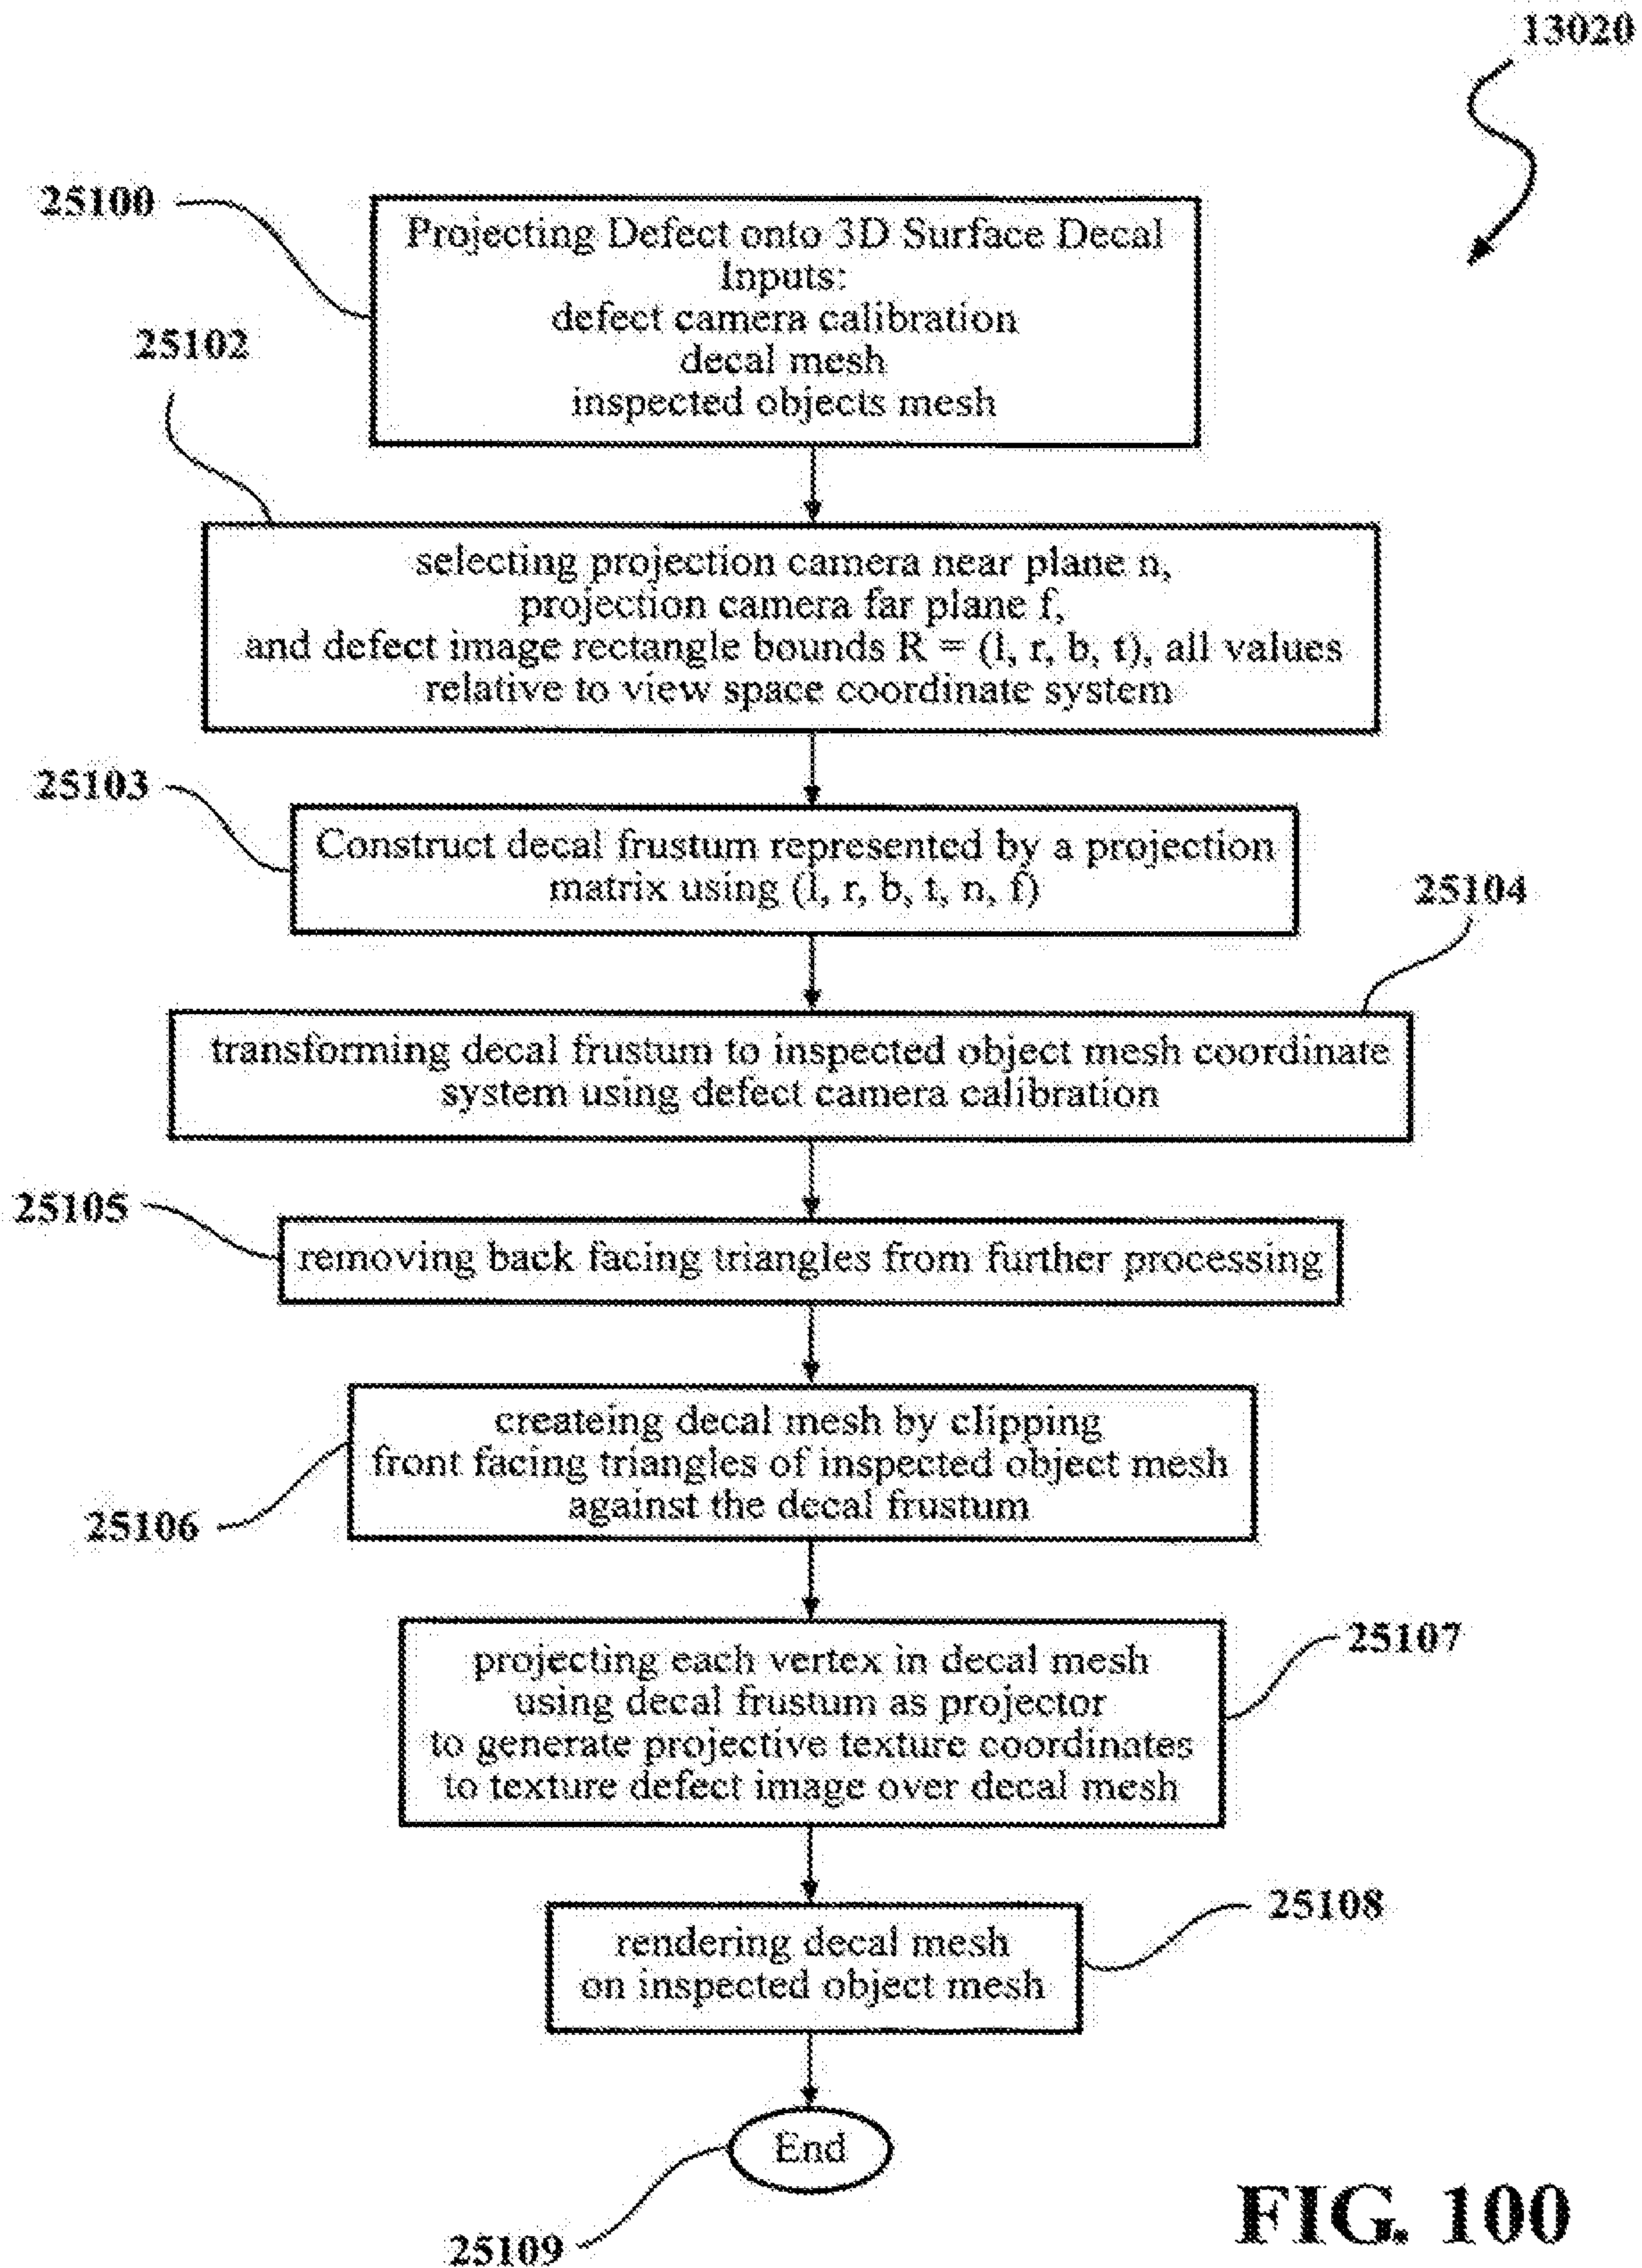 13020
25100
Projecting Defect onto 3D Surface Decal
Inputs:
defect camera calibration
decal mesh
inspected objects mesh
25102
selecting projection camera near plane n,
projection camera far plane f,
and defect image rectangle bounds R = (l, r, b, t), all values
relative to view space coordinate system
25103
Construct decal frustum represented by a projection
matrix using (l, r, b, t, n, f)
25104
transforming decal frustum to inspected object mesh coordinate
system using defect camera calibration
25105
removing back facing triangles from further processing
createing decal mesh by clipping
front facing triangles of inspected object mesh
against the decal frustum
25106
25107
projecting each vertex in decal mesh
using decal frustum as projector
to generate projective texture coordinates
to texture defect image over decal mesh
25108
rendering decal mesh
on inspected object mesh
End
25109
FIG. 100